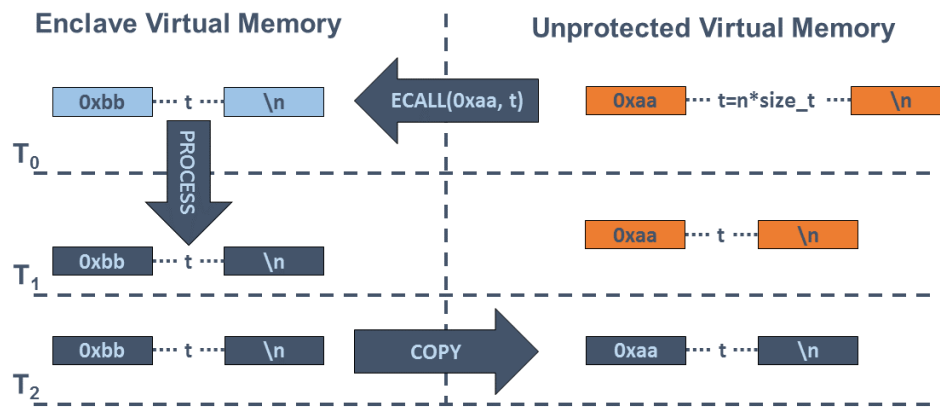 Enclave Virtual Memory
Unprotected Virtual Memory
0xbb t \n
ECALL(0xaa, t)
0xaa t=n*size_t \n
T0
PROCESS
0xaa t \n
0xbb t \n
T1
0xbb t \n
COPY
0xaa t \n
T2